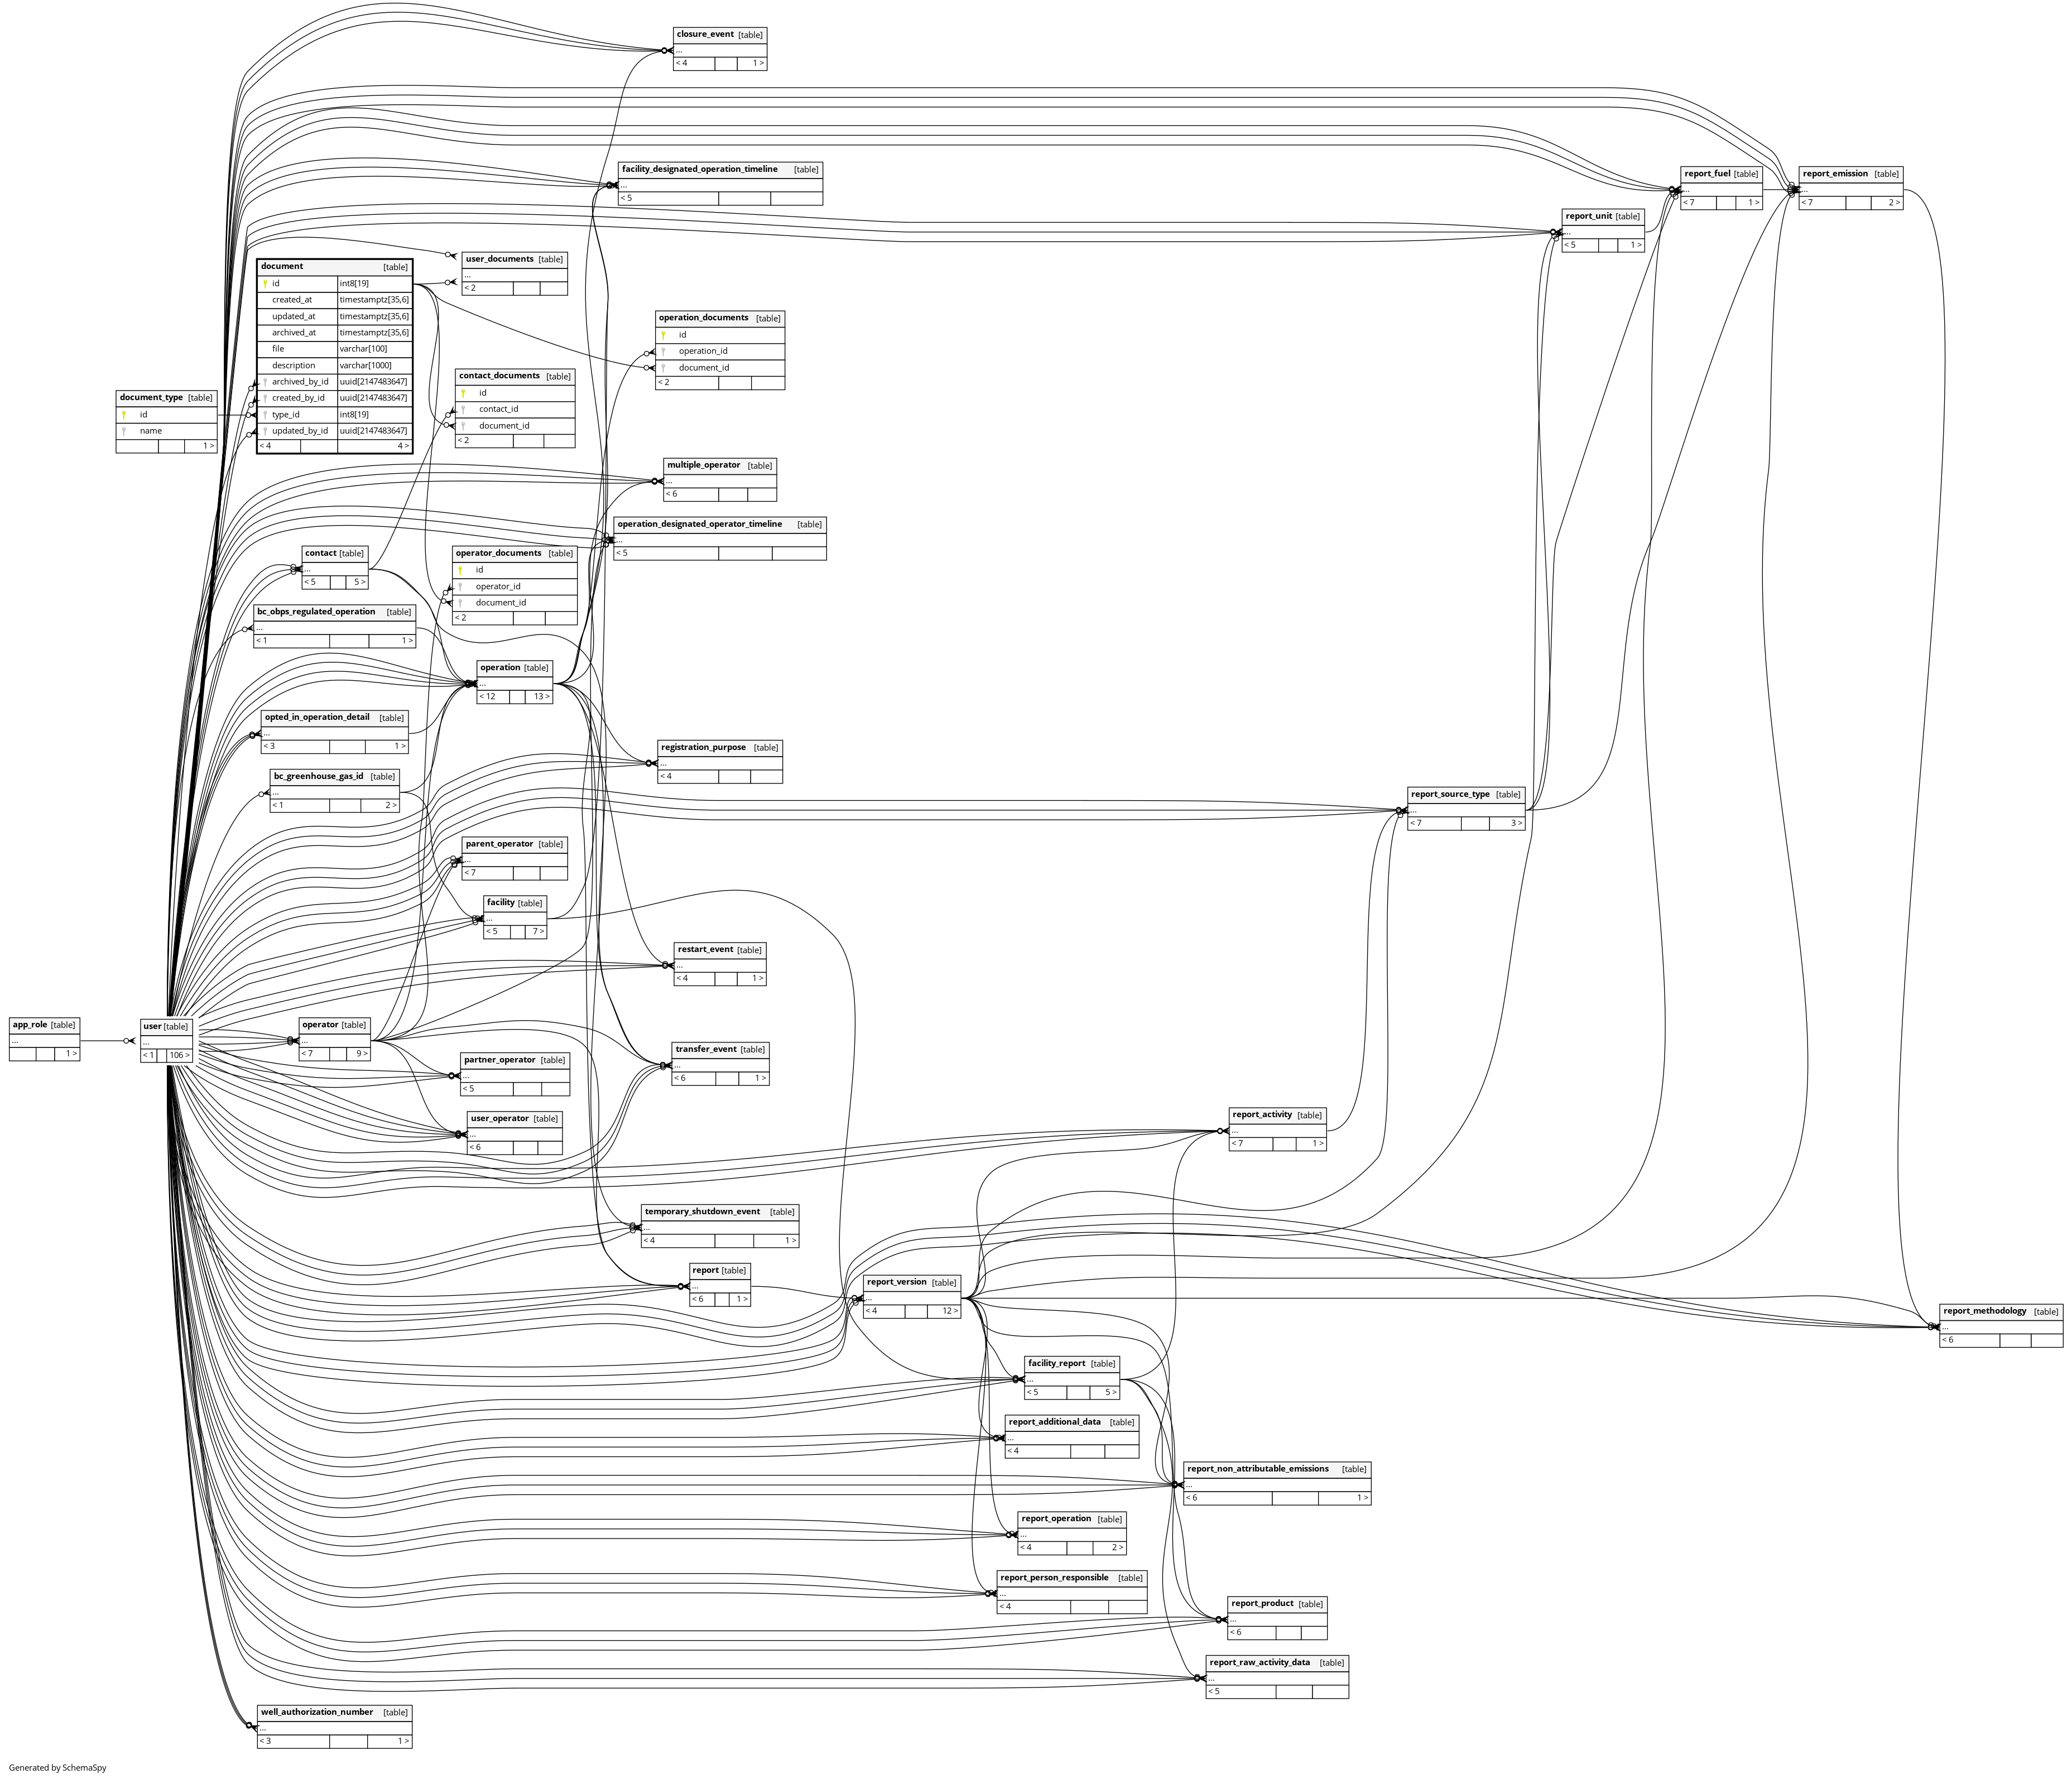 closure_event [table]
...
< 4 1 >
facility_designated_operation_timeline [table]
...
< 5
report_fuel [table]
...
< 7 1 >
report_emission [table]
...
< 7 2 >
report_unit [table]
...
< 5 1 >
user_documents [table]
...
< 2
document [table]
id int8[19]
created_at timestamptz[35,6]
updated_at timestamptz[35,6]
archived_at timestamptz[35,6]
file varchar[100]
description varchar[1000]
archived_by_id uuid[2147483647]
created_by_id uuid[2147483647]
type_id int8[19]
updated_by_id uuid[2147483647]
< 4 4 >
operation_documents [table]
id
operation_id
document_id
< 2
contact_documents [table]
id
contact_id
document_id
< 2
document_type [table]
id
name
1 >
multiple_operator [table]
...
< 6
operation_designated_operator_timeline [table]
...
< 5
contact [table]
...
< 5 5 >
operator_documents [table]
id
operator_id
document_id
< 2
bc_obps_regulated_operation [table]
...
< 1 1 >
operation [table]
...
< 12 13 >
opted_in_operation_detail [table]
...
< 3 1 >
registration_purpose [table]
...
< 4
bc_greenhouse_gas_id [table]
...
< 1 2 >
report_source_type [table]
...
< 7 3 >
parent_operator [table]
...
< 7
facility [table]
...
< 5 7 >
restart_event [table]
...
< 4 1 >
app_role [table]
...
1 >
user [table]
...
< 1 106 >
operator [table]
...
< 7 9 >
transfer_event [table]
...
< 6 1 >
partner_operator [table]
...
< 5
user_operator [table]
...
< 6
report_activity [table]
...
< 7 1 >
temporary_shutdown_event [table]
...
< 4 1 >
report [table]
...
< 6 1 >
report_version [table]
...
< 4 12 >
report_methodology [table]
...
< 6
facility_report [table]
...
< 5 5 >
report_additional_data [table]
...
< 4
report_non_attributable_emissions [table]
...
< 6 1 >
report_operation [table]
...
< 4 2 >
report_person_responsible [table]
...
< 4
report_product [table]
...
< 6
report_raw_activity_data [table]
...
< 5
well_authorization_number [table]
...
< 3 1 >
Generated by SchemaSpy